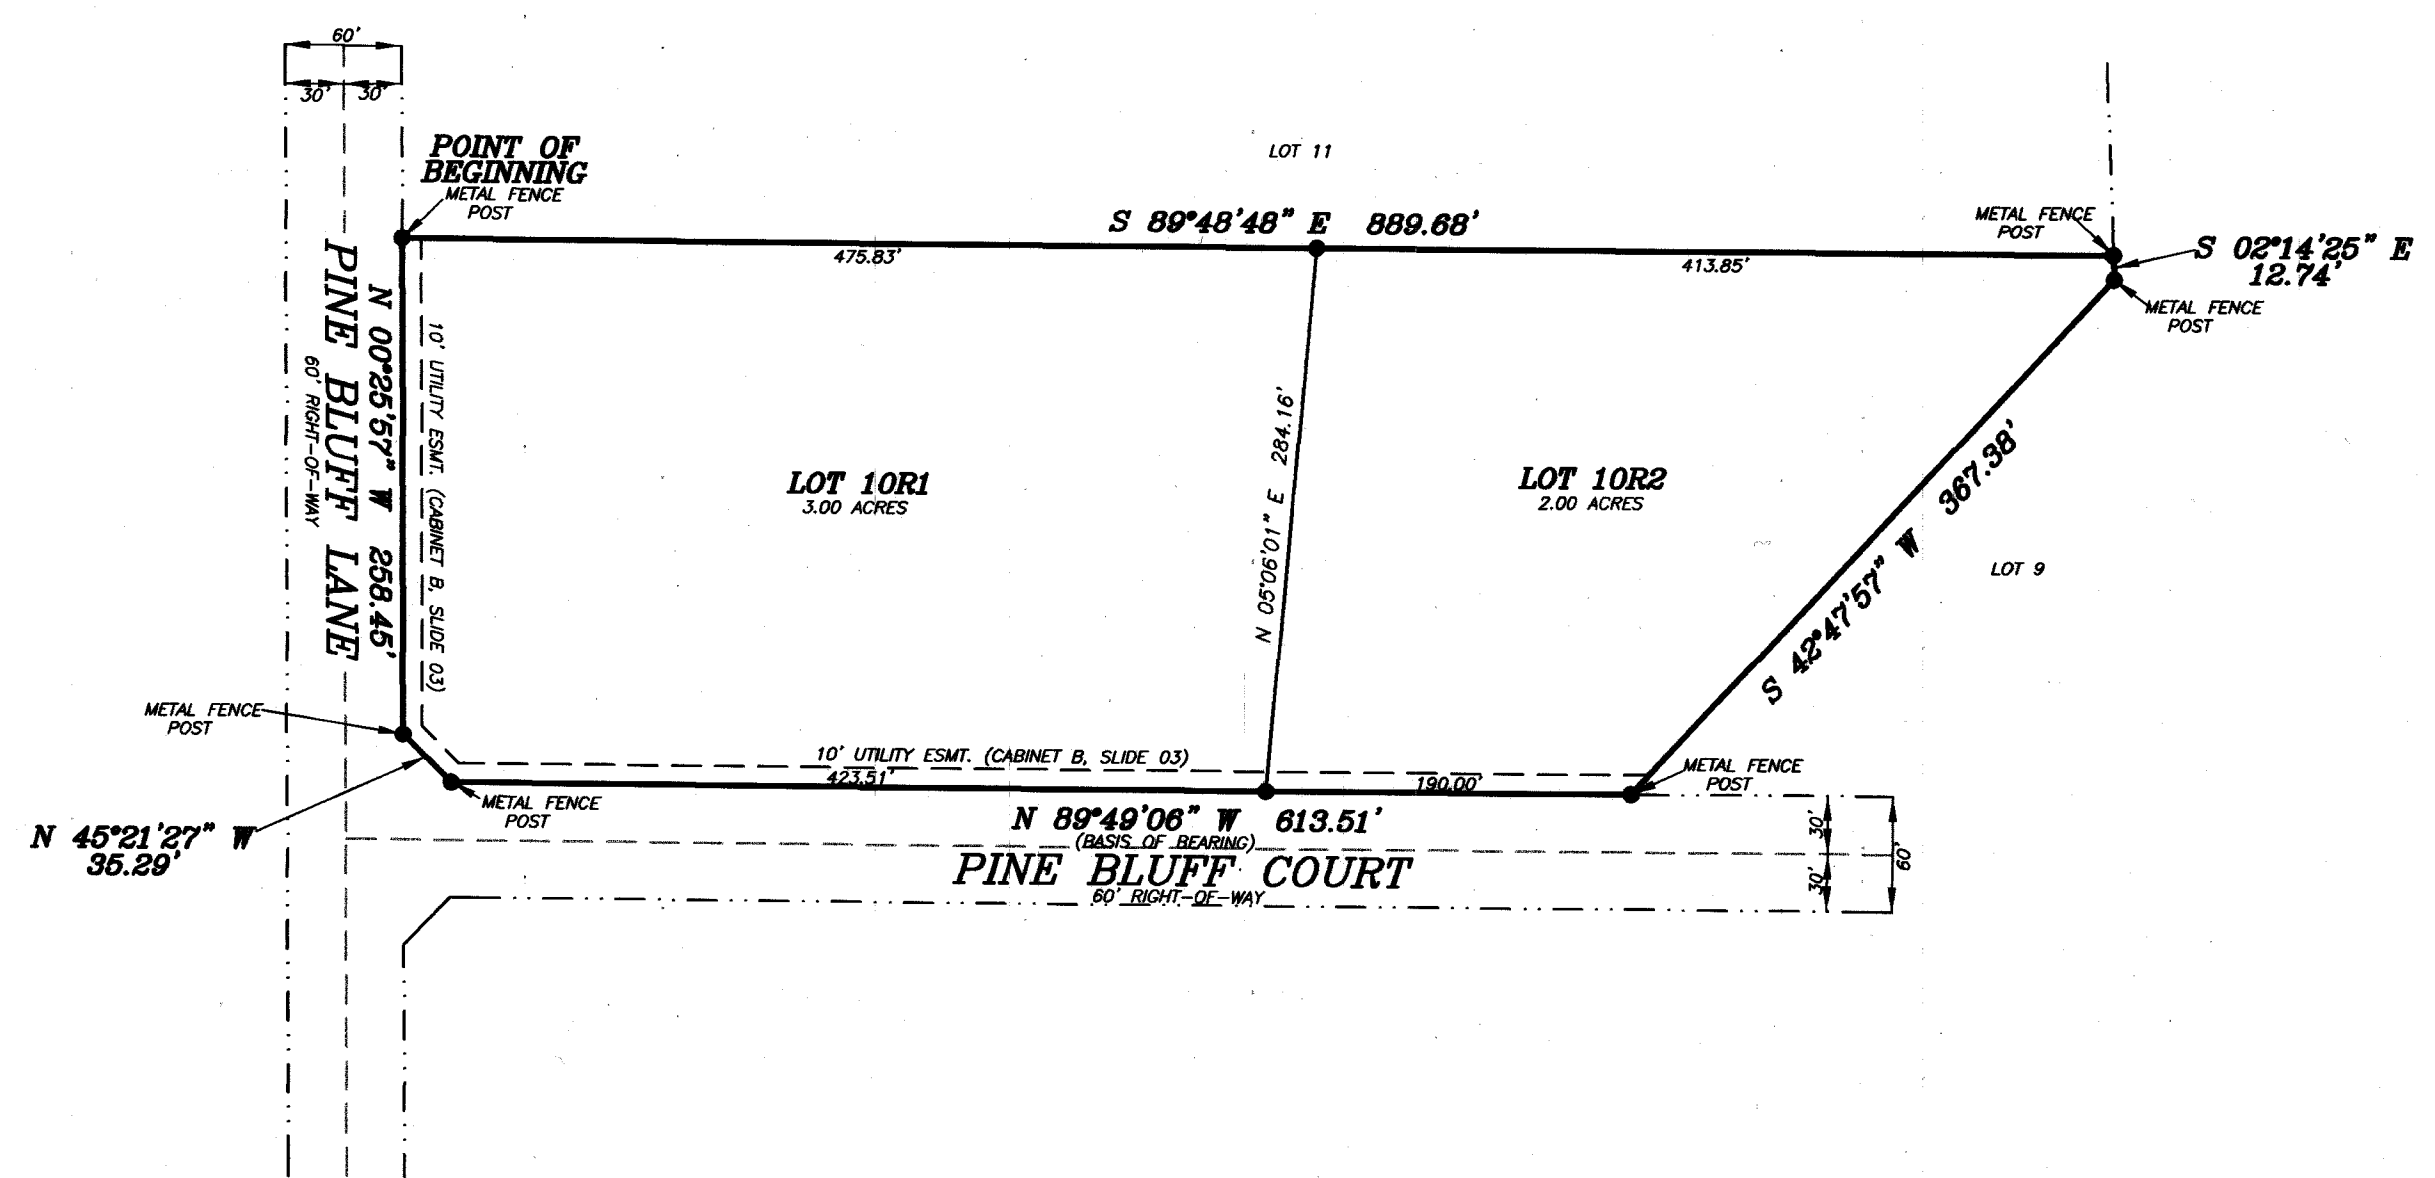 60'
30' 30'
POINT OF
BEGINNING
METAL FENCE
POST
LOT 11
S 89°48'48" E 889.68'
475.83'
413.85'
METAL FENCE
POST
S 02°14'25" E
12.74'
METAL FENCE
POST
PINE BLUFF LANE
60' RIGHT-OF-WAY
N 00°25'57" W 258.45'
10' UTILITY ESMT. (CABINET B, SLIDE 03)
LOT 10R1
3.00 ACRES
N 05°06'01" E 284.16'
LOT 10R2
2.00 ACRES
S 42°47'57" W 367.38'
LOT 9
METAL FENCE
POST
N 45°21'27" W
35.29'
METAL FENCE
POST
10' UTILITY ESMT. (CABINET B, SLIDE 03)
423.51'
190.00'
METAL FENCE
POST
N 89°49'06" W 613.51'
(BASIS OF BEARING)
PINE BLUFF COURT
60' RIGHT-OF-WAY
30'
30'
60'